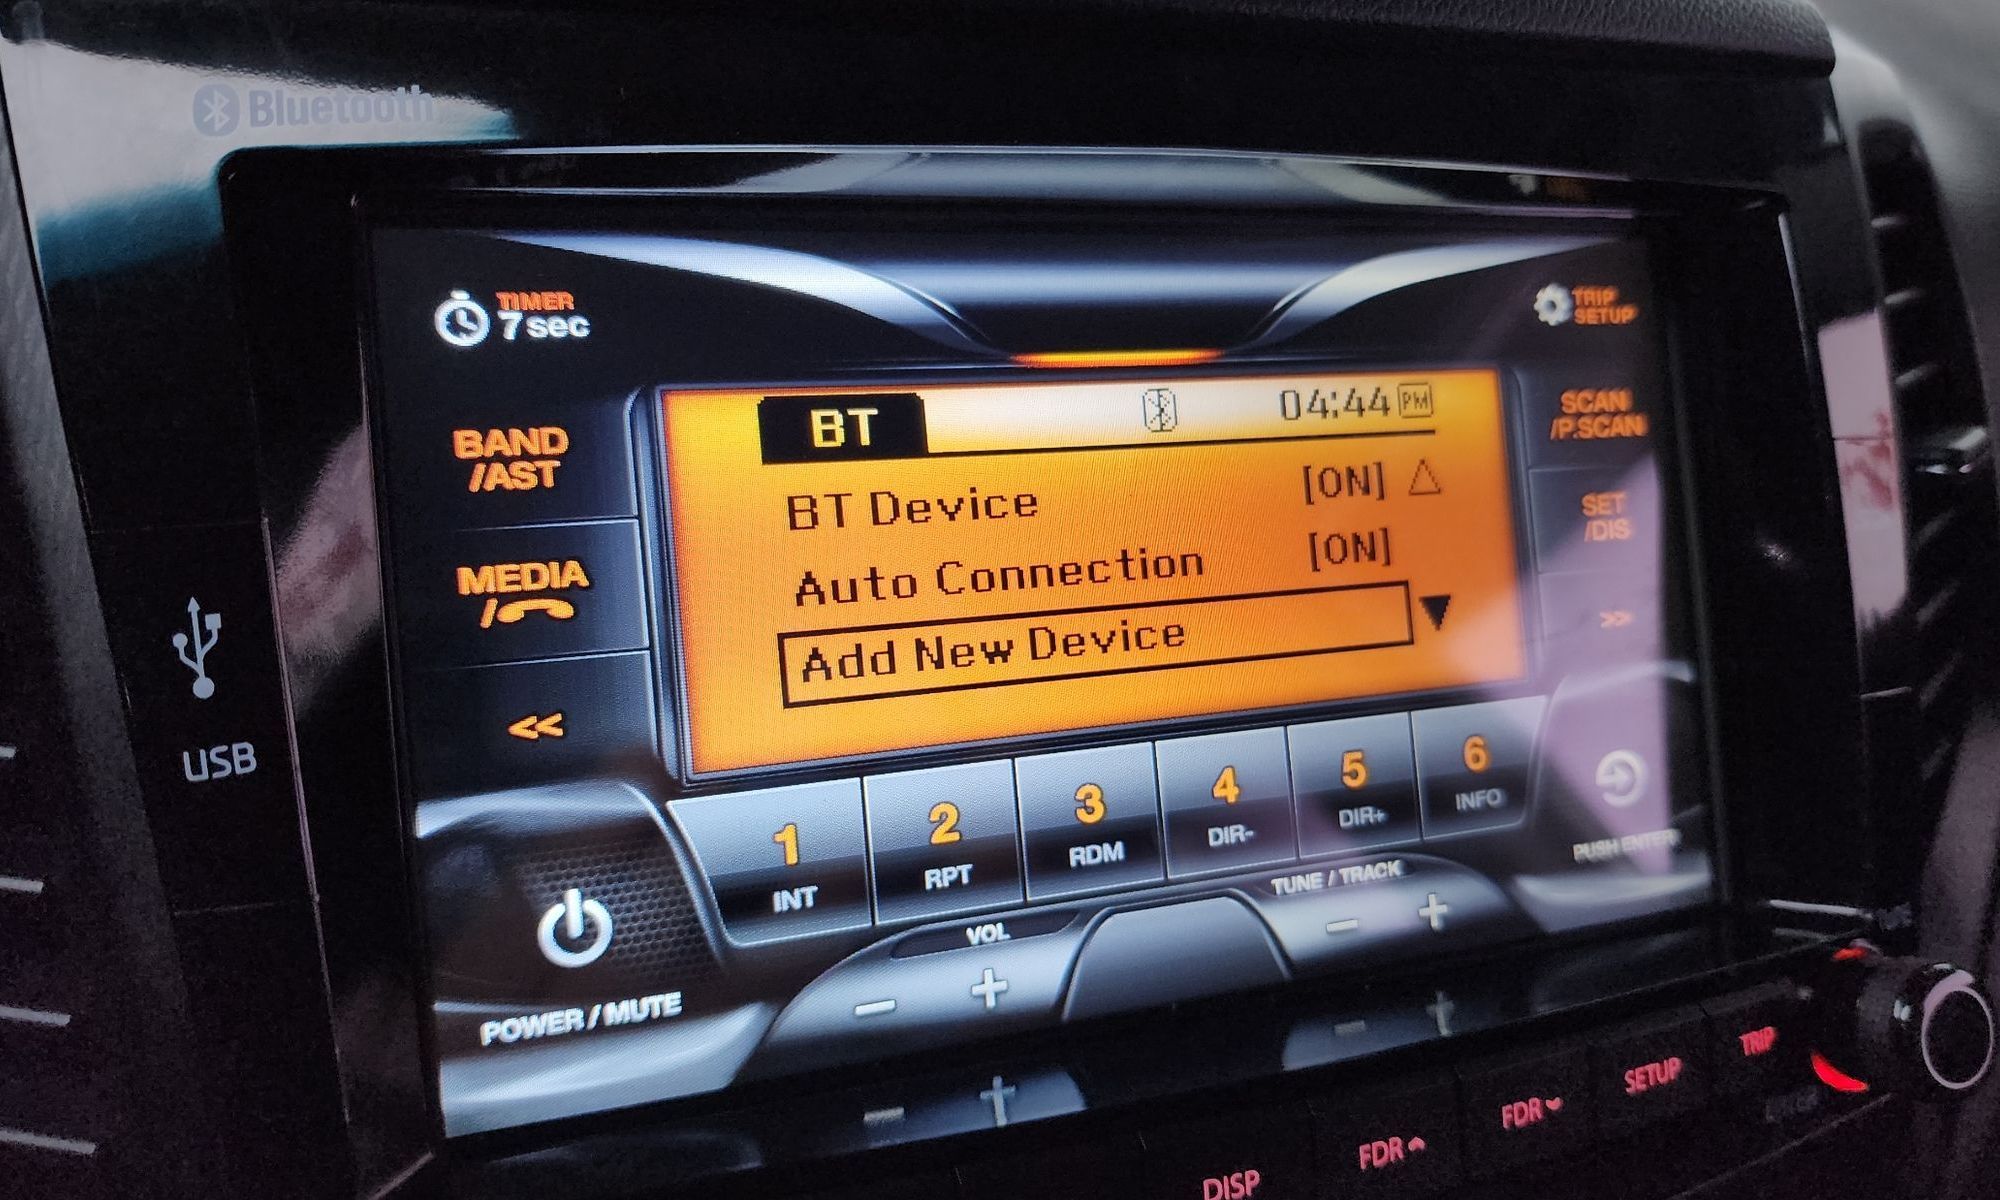 Bluetooth
TIMER
7 sec
TRIP
SETUP
BAND
/AST
MEDIA
/
<<
BT
04:44 PM
BT Device [ON] △
Auto Connection [ON]
Add New Device ▼
SCAN
/P.SCAN
SET
/DIS
>>
USB
1
INT
2
RPT
3
RDM
4
DIR-
5
DIR+
6
INFO
PUSH ENTER
POWER / MUTE
VOL
- +
TUNE / TRACK
- +
DISP
FDR ^
FDR ⌄
SETUP
TRIP